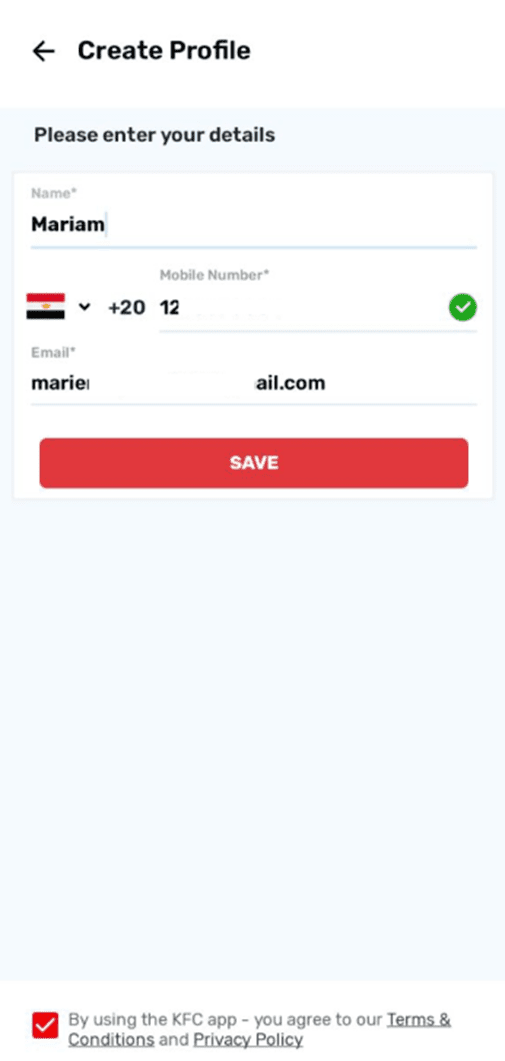 Create Profile
Please enter your details
Name*
Mariam
Mobile Number*
+20 12
Email*
ail.com
SAVE
By using the KFC app - you agree to our Terms &
Conditions and Privacy Policy